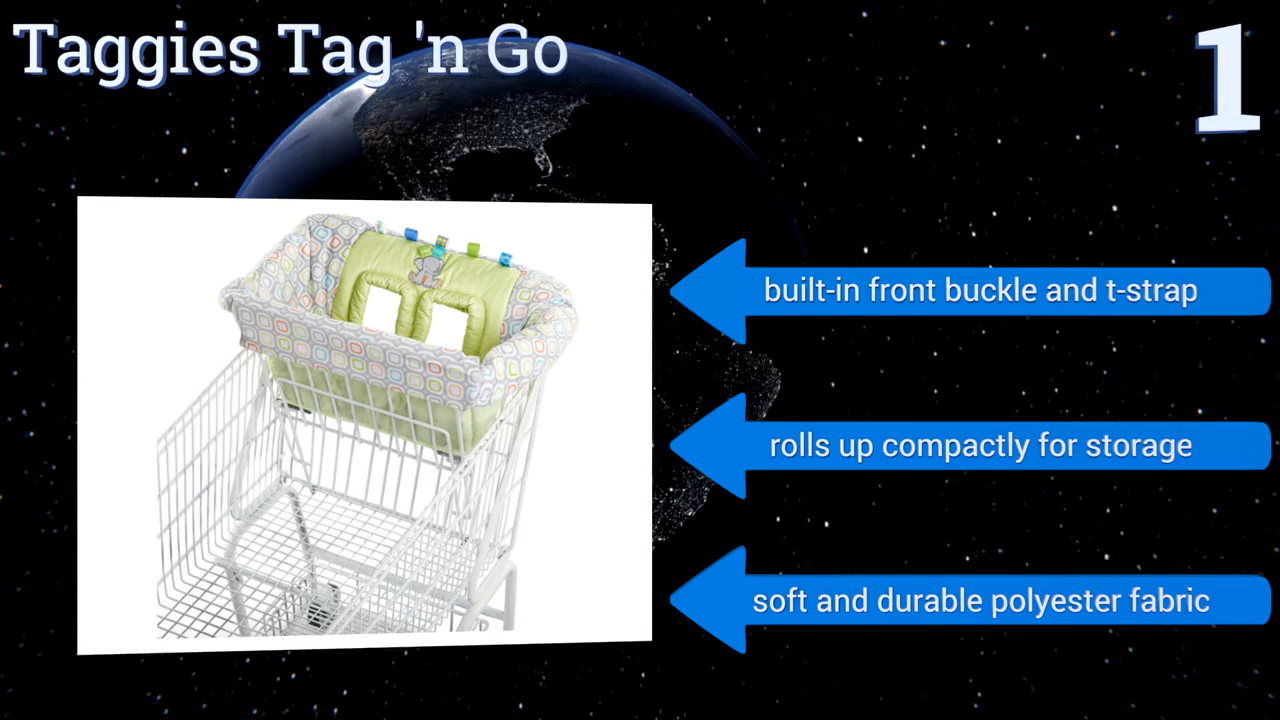 Taggies Tag 'n Go
1
built-in front buckle and t-strap
rolls up compactly for storage
soft and durable polyester fabric